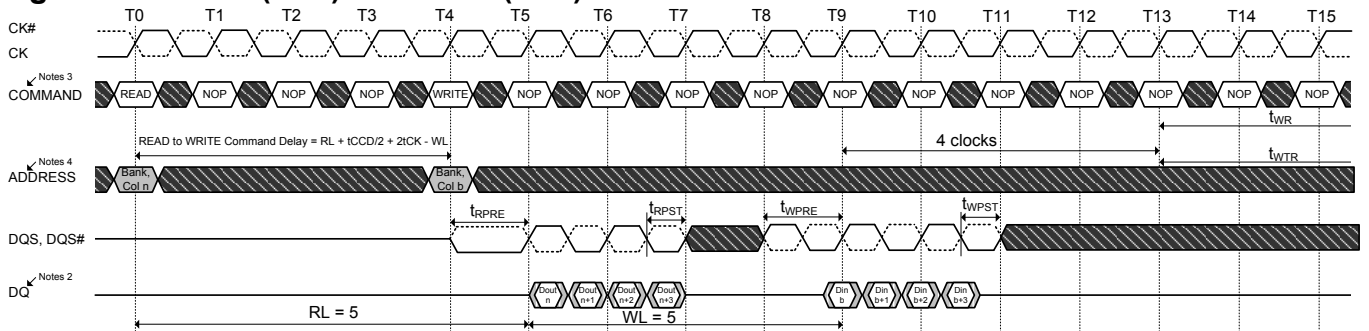 T0 T1 T2 T3 T4 T5 T6 T7 T8 T9 T10 T11 T12 T13 T14 T15
CK#
CK
Notes 3
COMMAND READ NOP NOP NOP WRITE NOP NOP NOP NOP NOP NOP NOP NOP NOP NOP NOP
tWR
READ to WRITE Command Delay = RL + tCCD/2 + 2tCK - WL
4 clocks
Notes 4
ADDRESS Bank, Col n Bank, Col b
tWTR
tRPRE tRPST tWPRE tWPST
DQS, DQS#
Notes 2
DQ Dout n Dout n+1 Dout n+2 Dout n+3 Din b Din b+1 Din b+2 Din b+3
RL = 5 WL = 5